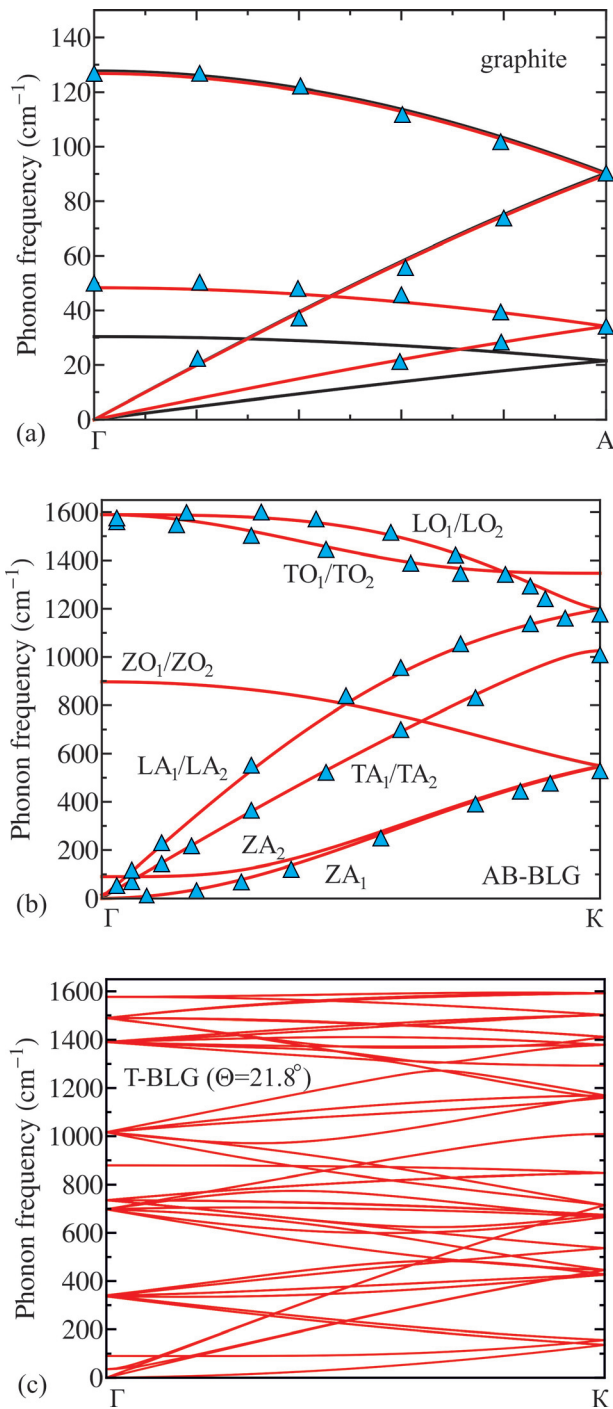 140
120
100
80
60
40
20
0
Phonon frequency (cm⁻¹)
graphite
(a)
Γ
A
1600
1400
1200
1000
800
600
400
200
0
Phonon frequency (cm⁻¹)
LO₁/LO₂
TO₁/TO₂
ZO₁/ZO₂
LA₁/LA₂
TA₁/TA₂
ZA₂
ZA₁
AB-BLG
(b)
Γ
K
1600
1400
1200
1000
800
600
400
200
0
Phonon frequency (cm⁻¹)
T-BLG (Θ=21.8°)
(c)
Γ
K